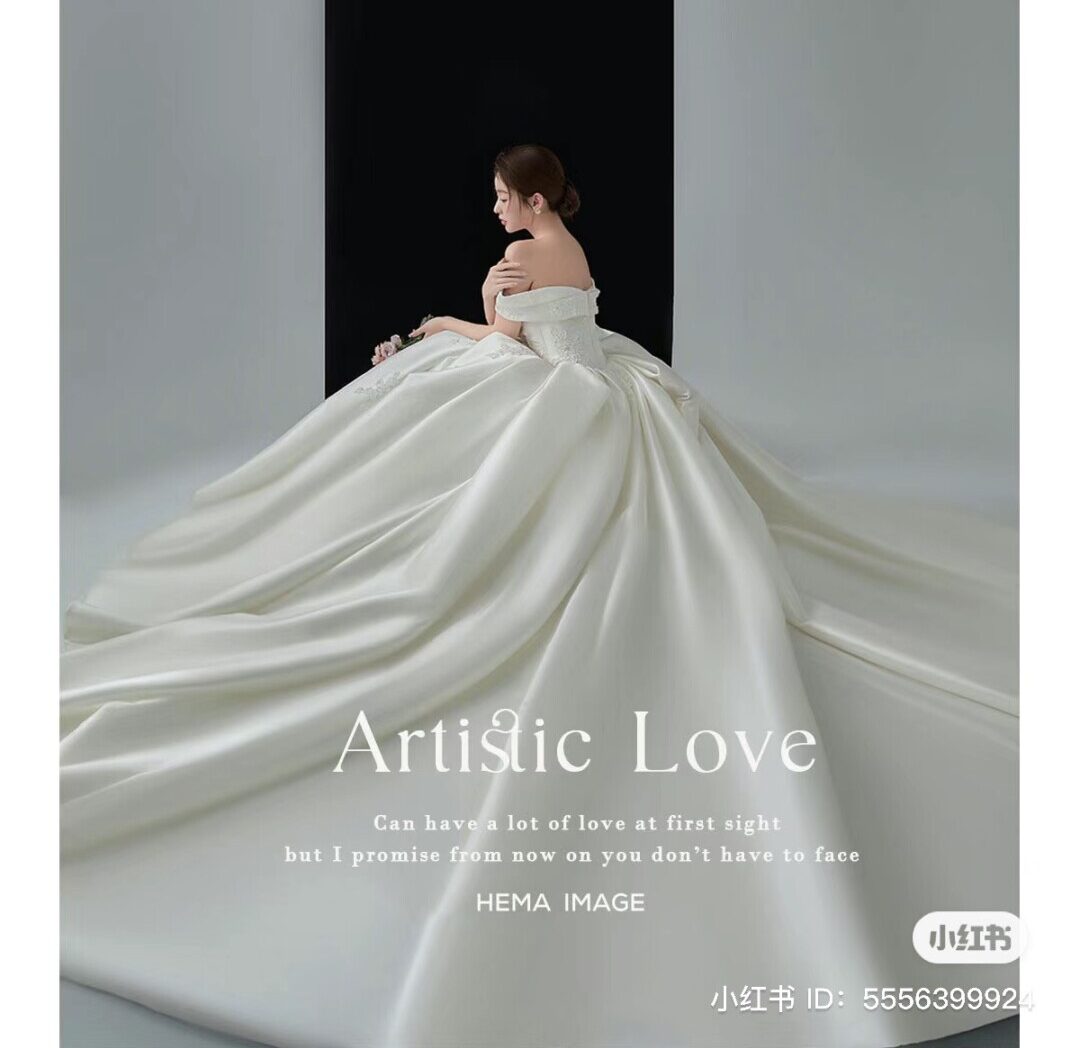 Artistic Love
Can have a lot of love at first sight
but I promise from now on you don't have to face
HEMA IMAGE
小红书
小红书 ID: 5556399924